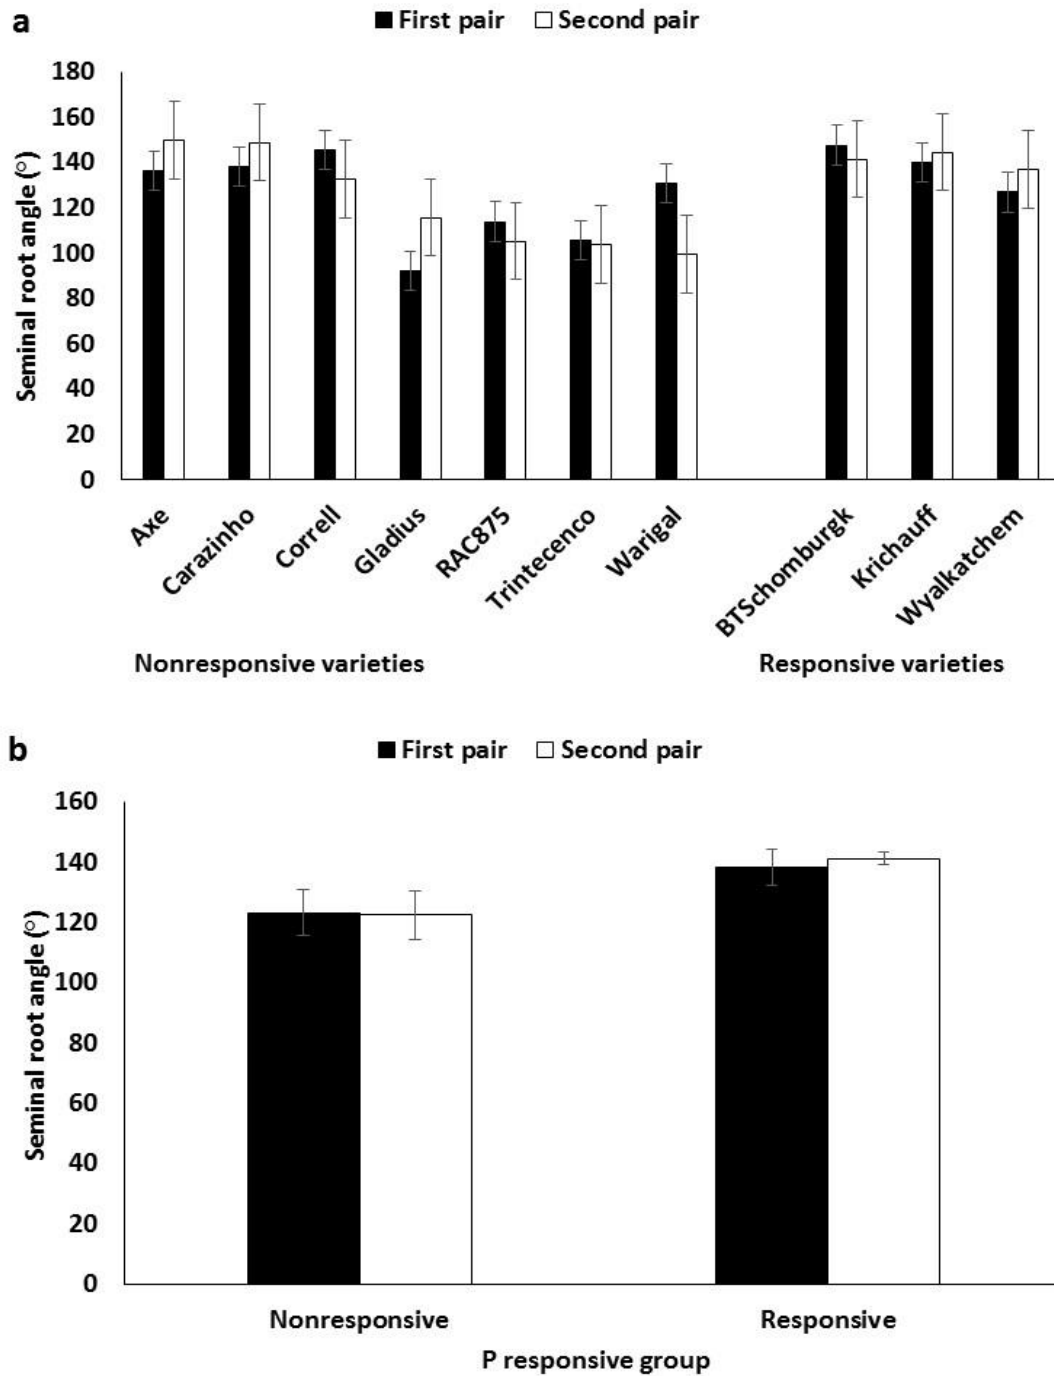 a
First pair Second pair
Seminal root angle (°)
180
160
140
120
100
80
60
40
20
0
Axe
Carazinho
Correll
Gladius
RAC875
Trintecenco
Warigal
BTSchomburgk
Krichauff
Wyalkatchem
Nonresponsive varieties
Responsive varieties
b
First pair Second pair
Seminal root angle (°)
160
140
120
100
80
60
40
20
0
Nonresponsive
Responsive
P responsive group